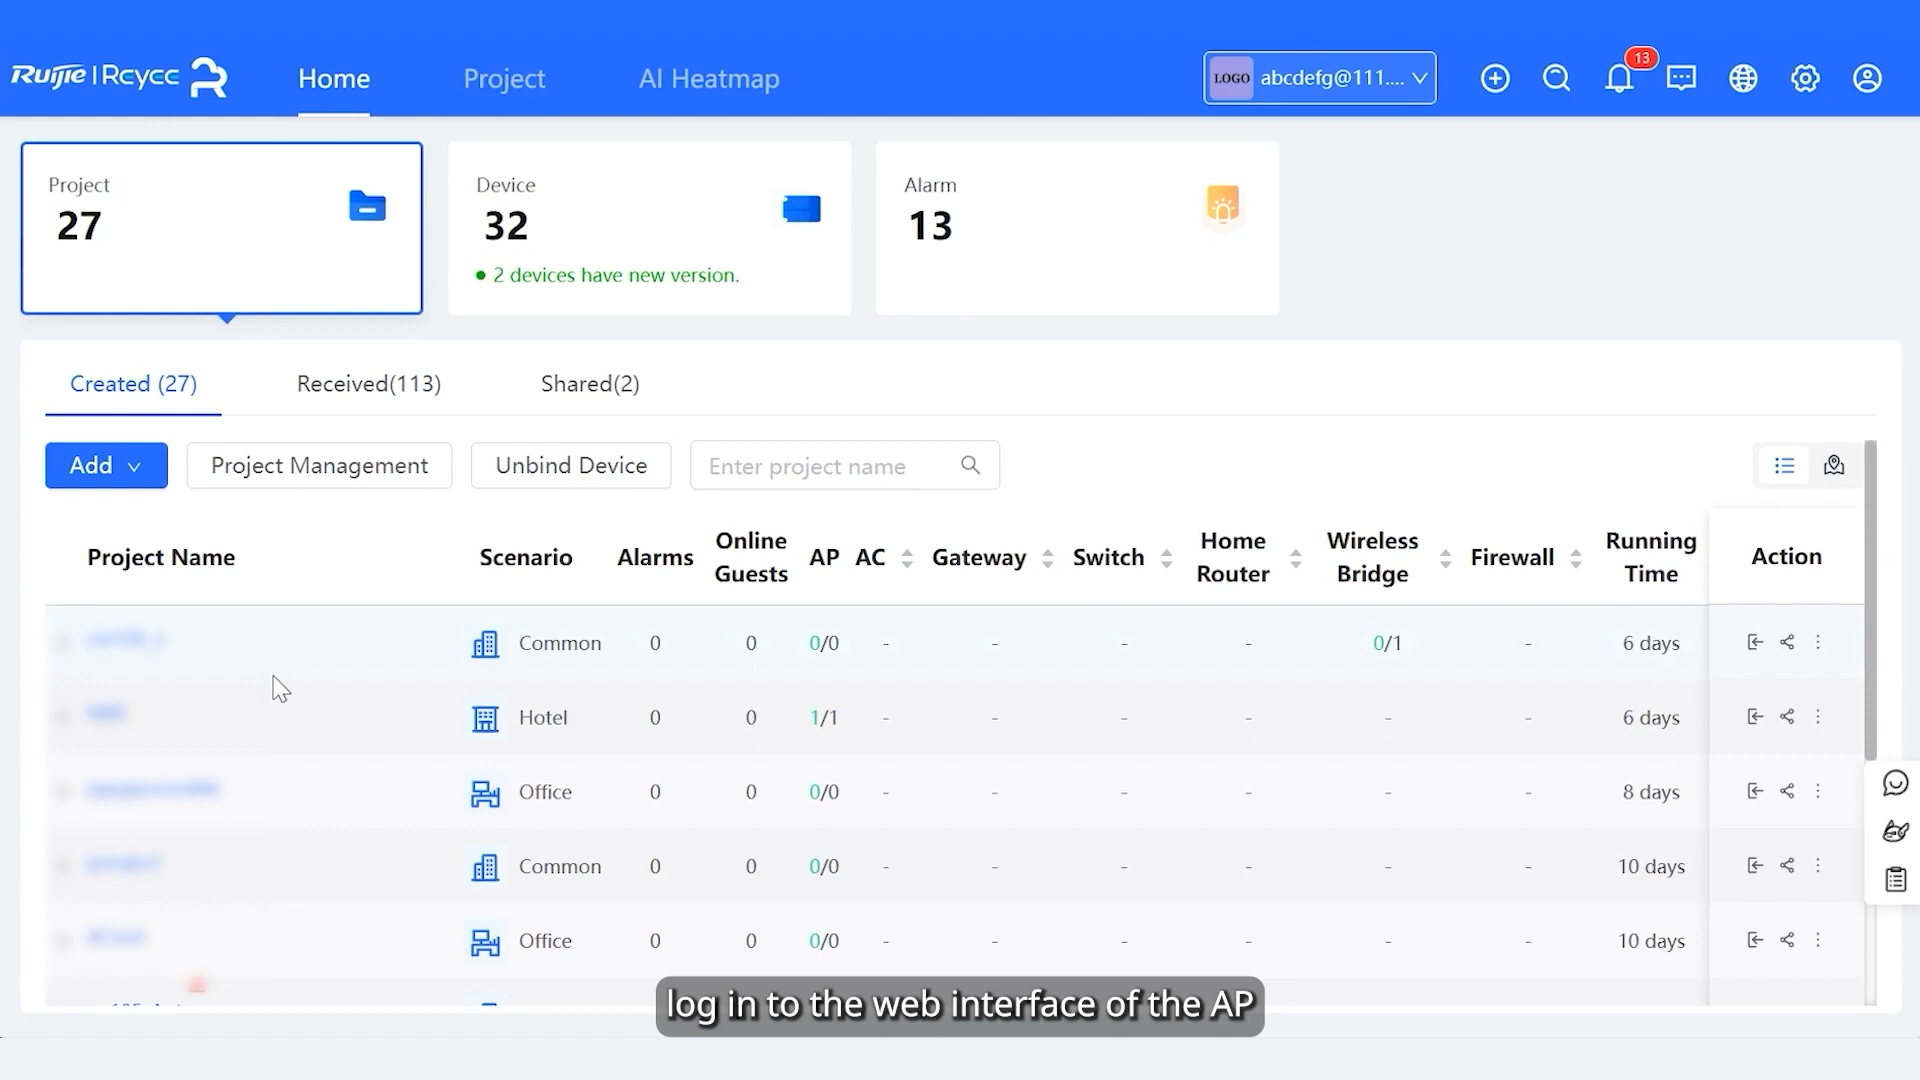 Ruijie | Reyee
Home
Project
AI Heatmap
LOGO
abcdefg@111....
13
Project
27
Device
32
2 devices have new version.
Alarm
13
Created (27)
Received(113)
Shared(2)
Add
Project Management
Unbind Device
Enter project name
Project Name
Scenario
Alarms
Online
Guests
AP
AC
Gateway
Switch
Home
Router
Wireless
Bridge
Firewall
Running
Time
Action
Common 0 0 0/0 - - - - 0/1 - 6 days
Hotel 0 0 1/1 - - - - - - 6 days
Office 0 0 0/0 - - - - - - 8 days
Common 0 0 0/0 - - - - - - 10 days
Office 0 0 0/0 - - - - - - 10 days
log in to the web interface of the AP